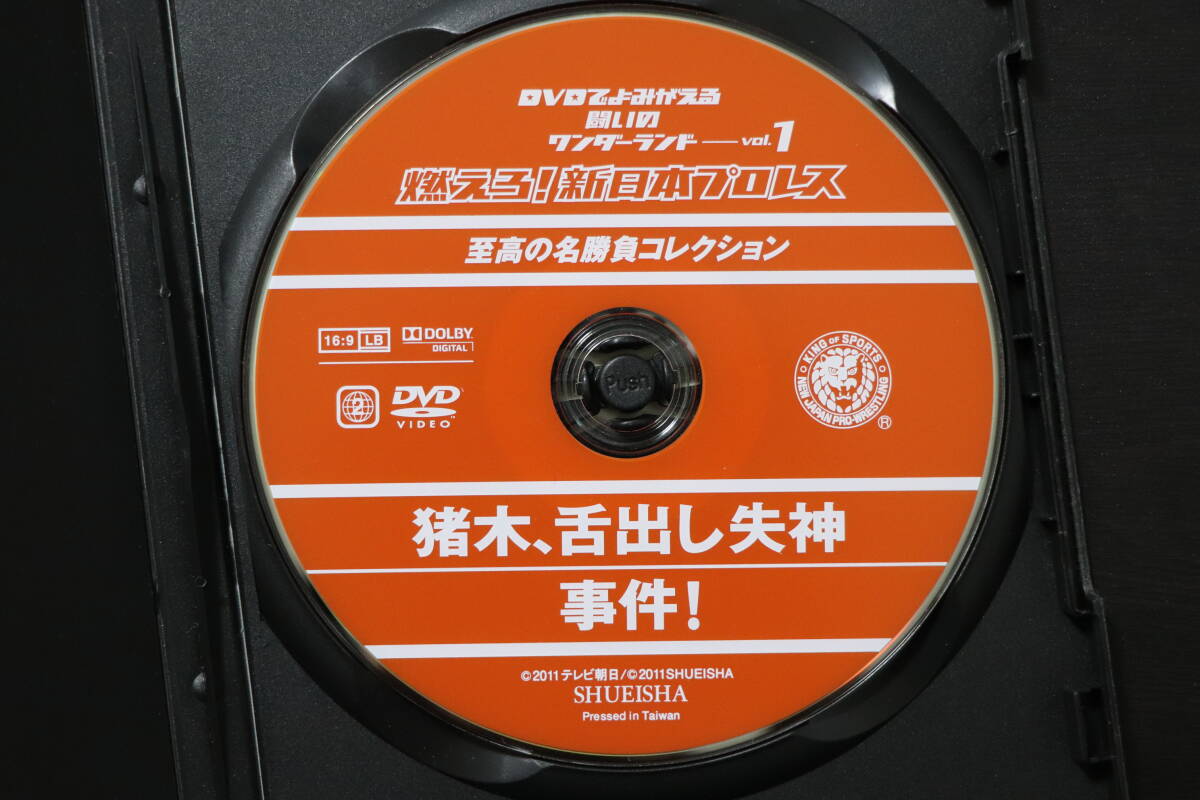 DVDでよみがえる
闘いの
ワンダーランド — vol.1
燃えろ!新日本プロレス
至高の名勝負コレクション
16:9 LB
DOLBY
DIGITAL
2
DVD
VIDEO™
Push
KING OF SPORTS
NEW JAPAN PRO-WRESTLING
®
猪木、舌出し失神
事件!
©2011テレビ朝日/©2011SHUEISHA
SHUEISHA
Pressed in Taiwan